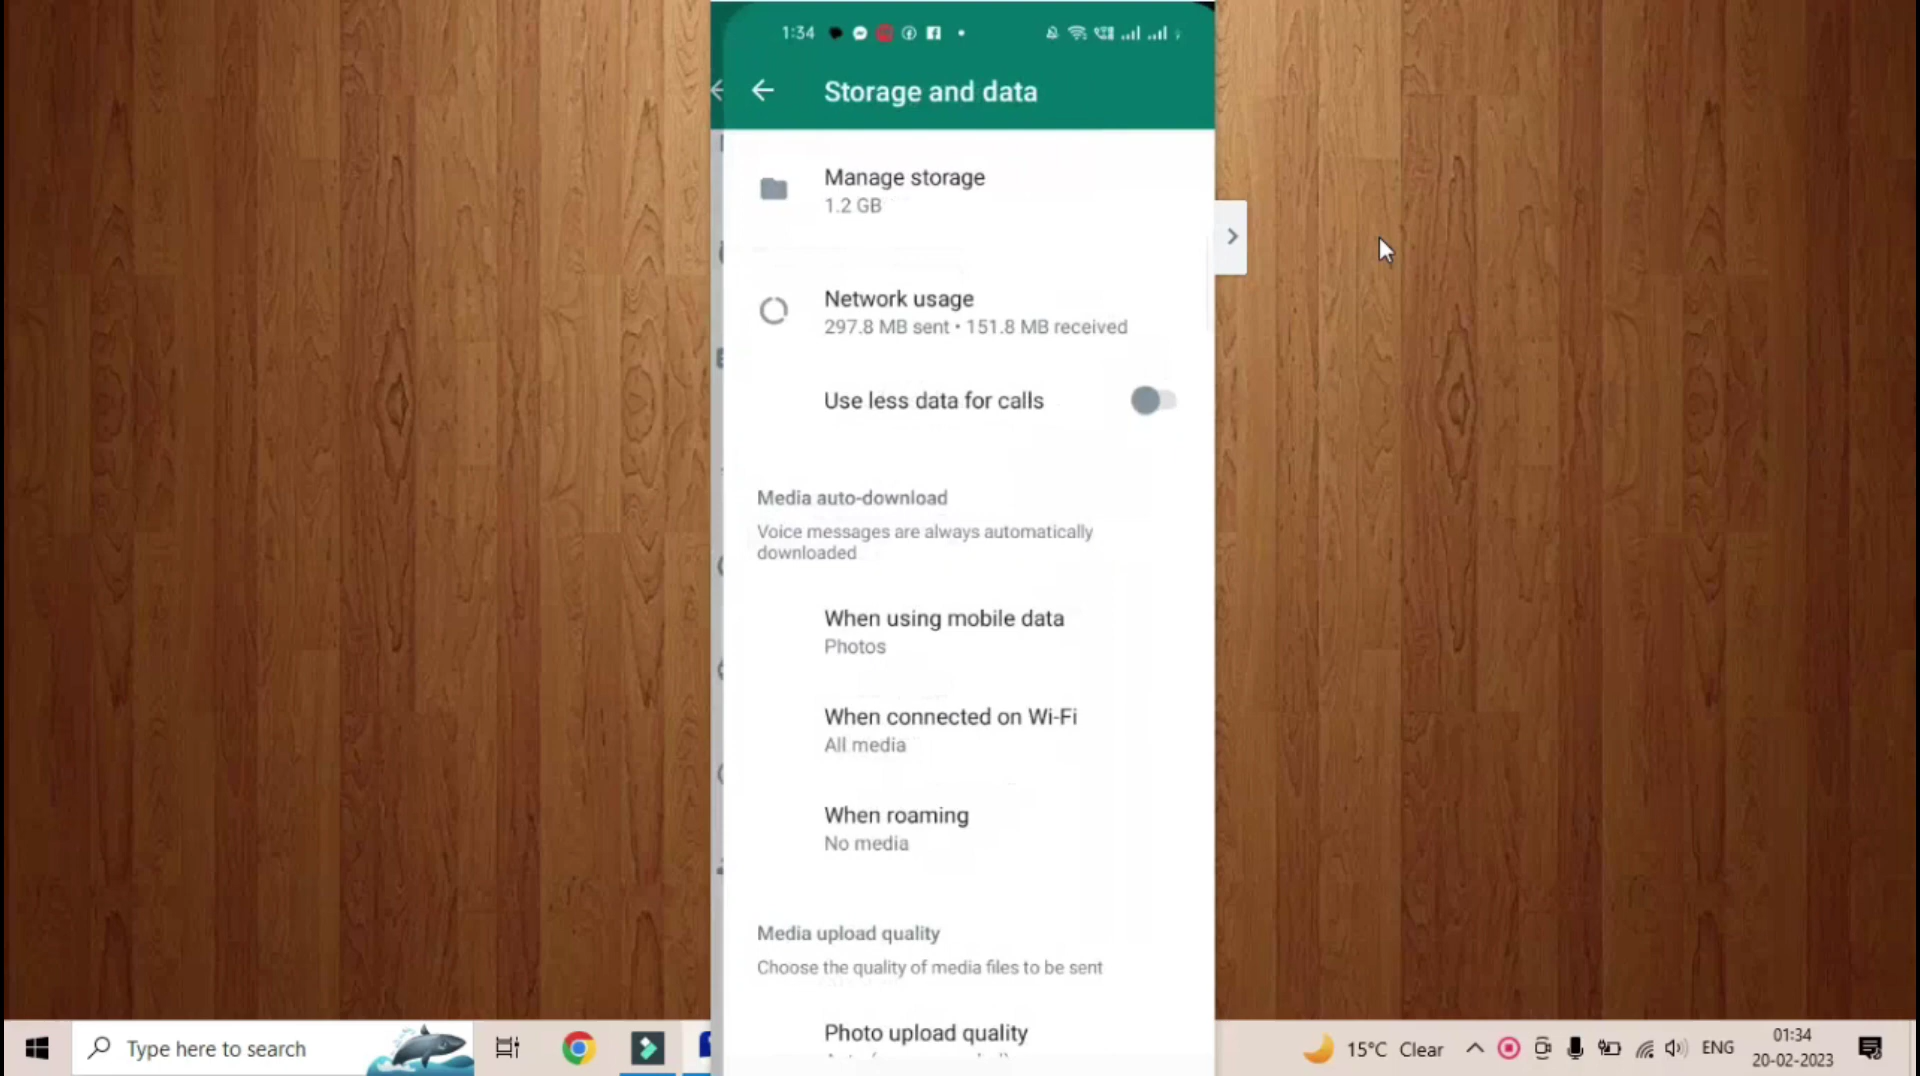 1:34
Storage and data
Manage storage
1.2 GB
Network usage
297.8 MB sent • 151.8 MB received
Use less data for calls
Media auto-download
Voice messages are always automatically
downloaded
When using mobile data
Photos
When connected on Wi-Fi
All media
When roaming
No media
Media upload quality
Choose the quality of media files to be sent
Photo upload quality
Type here to search
15°C Clear
ENG
01:34
20-02-2023